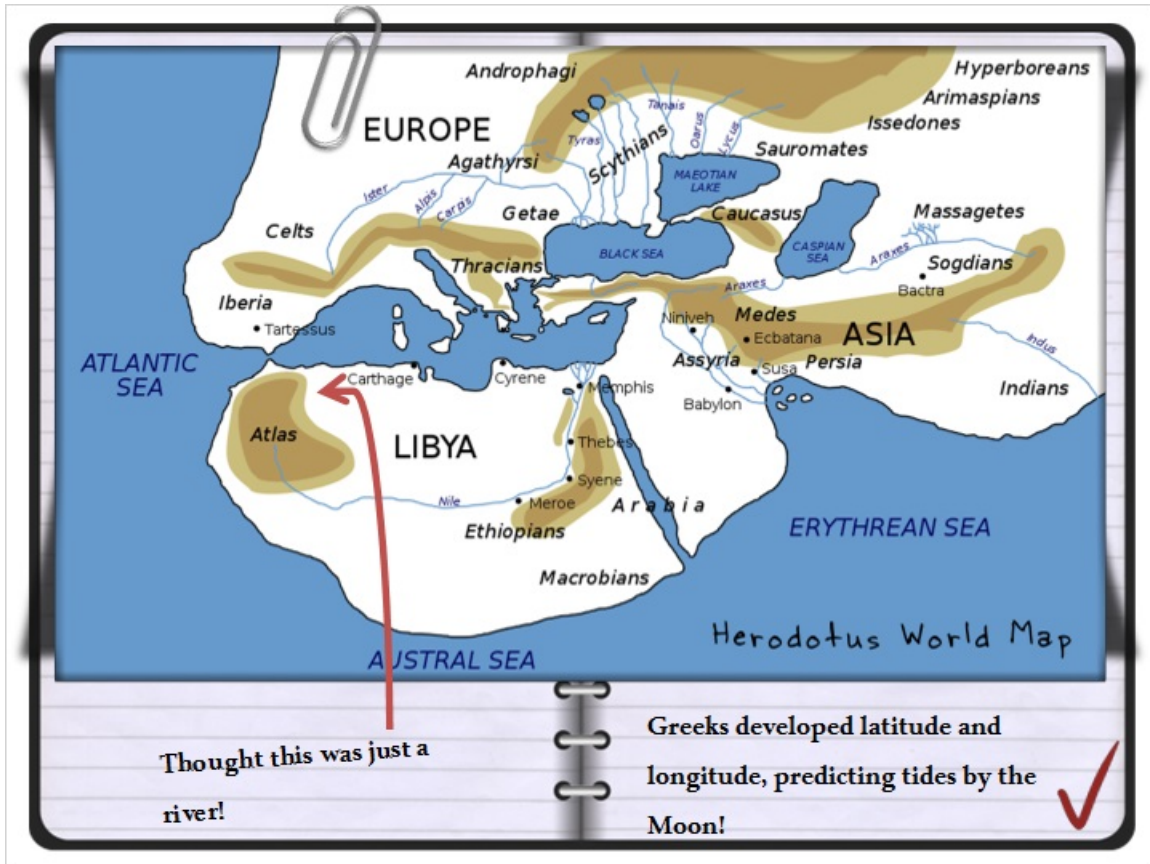 Androphagi
Hyperboreans
Arimaspians
Issedones
EUROPE
Tanais
Oarus
Lycus
Tyras
Scythians
Sauromates
Agathyrsi
MAEOTIAN
LAKE
Ister
Alpis
Carpis
Getae
Caucasus
Massagetes
Celts
BLACK SEA
CASPIAN
SEA
Araxes
Sogdians
Thracians
Bactra
Araxes
Iberia
Tartessus
Niniveh
Medes
Ecbatana
ASIA
Indus
ATLANTIC
SEA
Assyria
Susa
Persia
Carthage
Cyrene
Memphis
Babylon
Indians
Atlas
LIBYA
Thebes
Syene
Nile
Meroe
Arabia
Ethiopians
ERYTHREAN SEA
Macrobians
Herodotus World Map
AUSTRAL SEA
Thought this was just a
river!
Greeks developed latitude and
longitude, predicting tides by the
Moon!